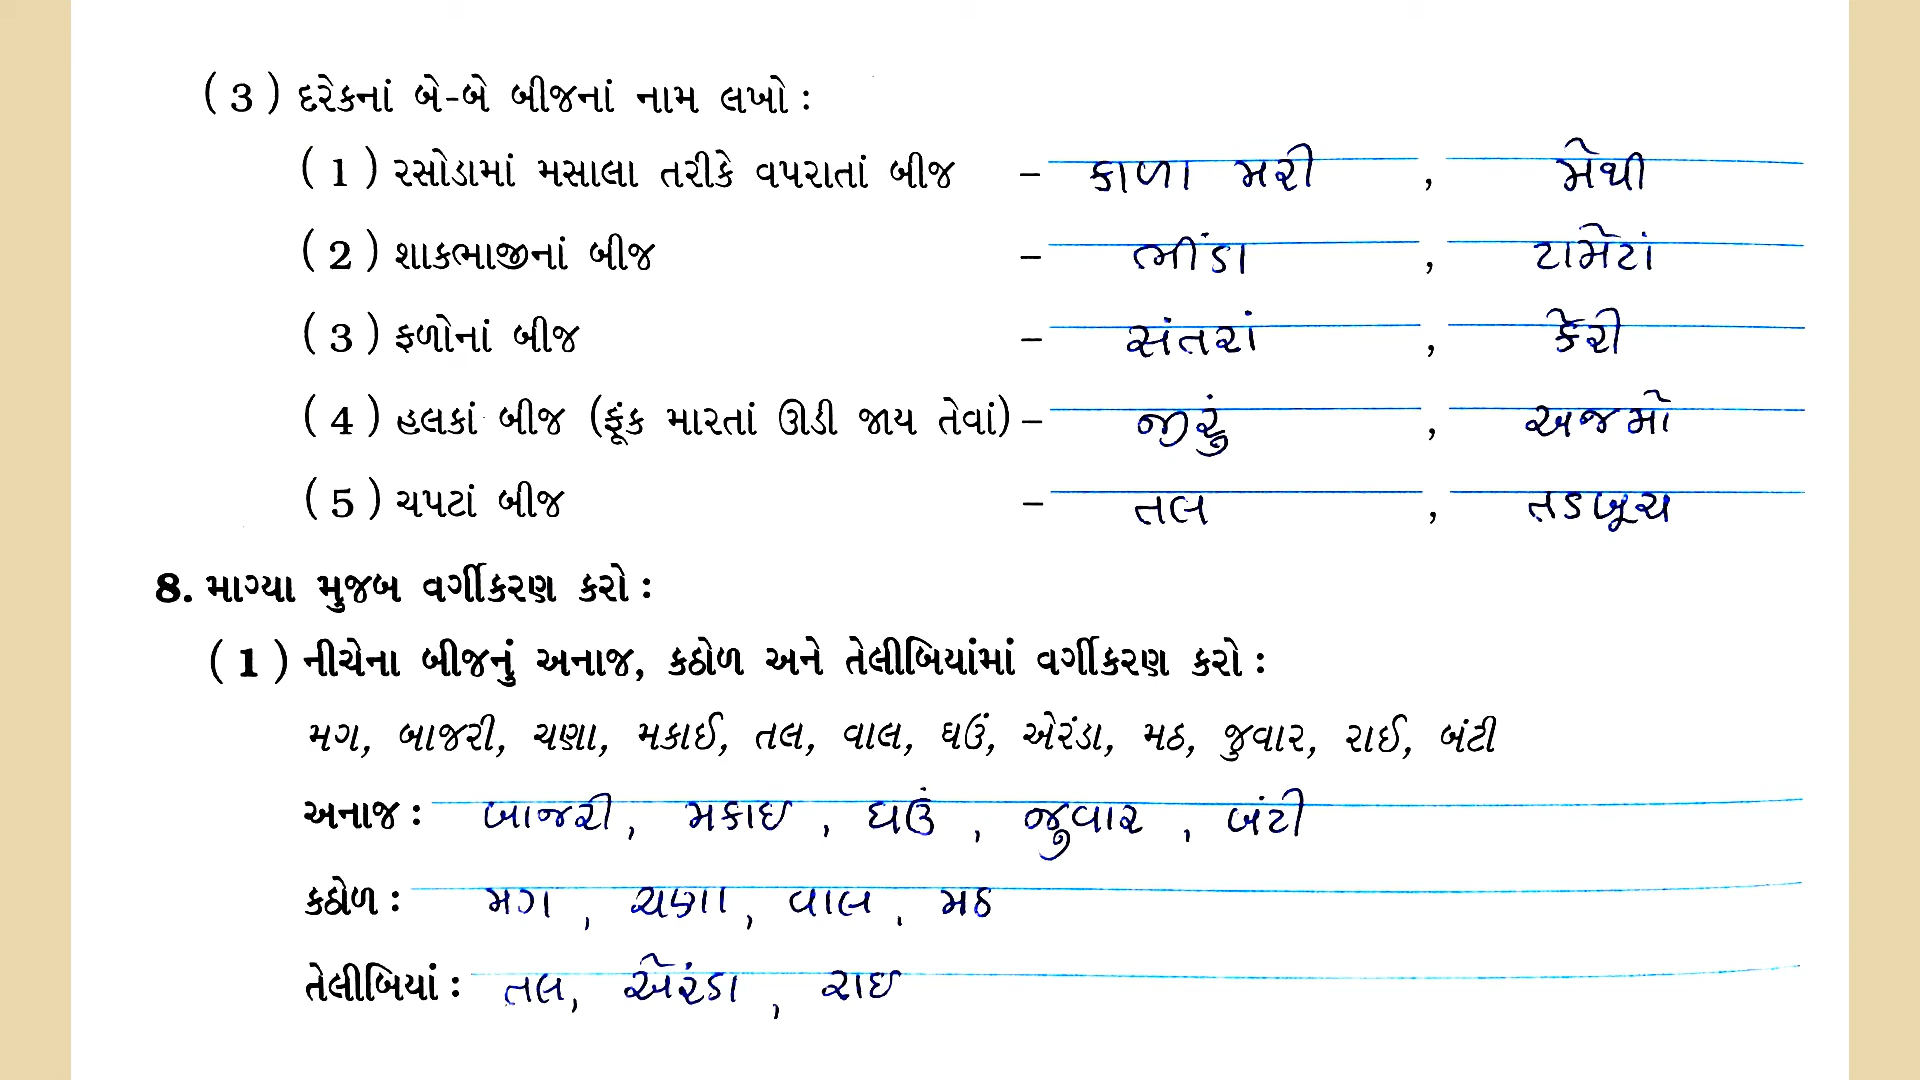 ( 3 ) દરેકનાં બે-બે બીજનાં નામ લખો :
( 1 ) રસોડામાં મસાલા તરીકે વપરાતાં બીજ – કાળા મરી , મેથી
( 2 ) શાકભાજીનાં બીજ – ભીંડા , ટામેટાં
( 3 ) ફળોનાં બીજ – સંતરાં , કેરી
( 4 ) હલકાં બીજ (ફૂંક મારતાં ઊડી જાય તેવાં) – જીરું , અજમો
( 5 ) ચપટાં બીજ – તલ , તડબૂચ
8. માગ્યા મુજબ વર્ગીકરણ કરો :
( 1 ) નીચેના બીજનું અનાજ, કઠોળ અને તેલીબિયાંમાં વર્ગીકરણ કરો :
મગ, બાજરી, ચણા, મકાઈ, તલ, વાલ, ઘઉં, એરંડા, મઠ, જુવાર, રાઈ, બંટી
અનાજ : બાજરી, મકાઇ , ઘઉં , જુવાર , બંટી
કઠોળ : મગ , ચણા , વાલ , મઠ
તેલીબિયાં : તલ, એરંડા , રાઇ